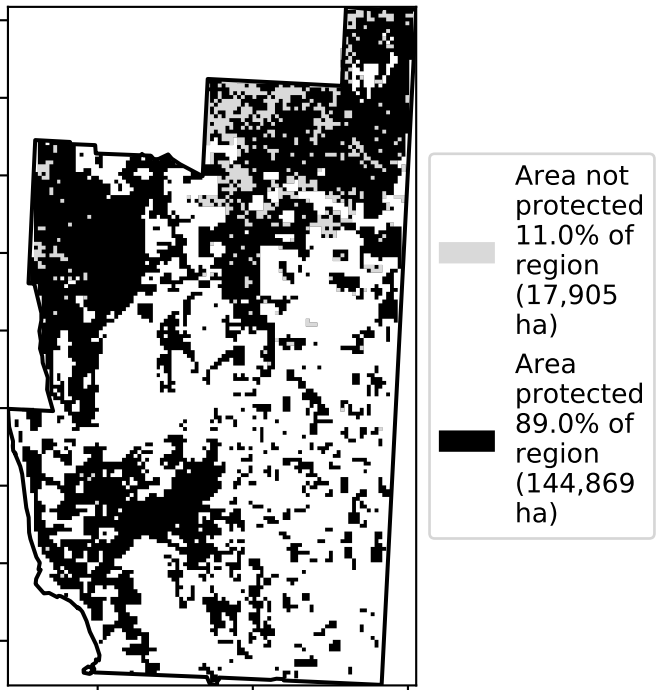 Area not
protected
11.0% of
region
(17,905
ha)
Area
protected
89.0% of
region
(144,869
ha)